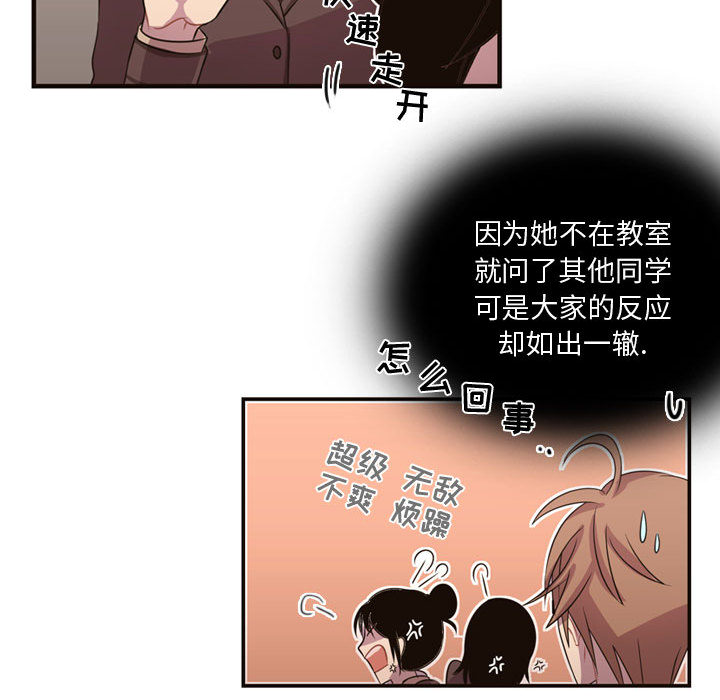 快速走开
因为她不在教室
就问了其他同学
可是大家的反应
却如出一辙.
怎么回事..
超级 无敌
不爽 烦躁